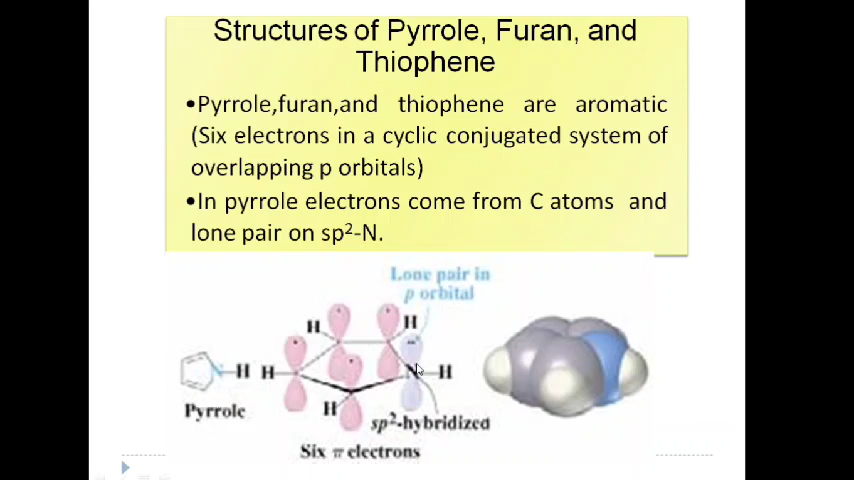 Structures of Pyrrole, Furan, and
Thiophene
•Pyrrole,furan,and thiophene are aromatic
(Six electrons in a cyclic conjugated system of
overlapping p orbitals)
•In pyrrole electrons come from C atoms and
lone pair on sp²-N.
Lone pair in
p orbital
H
H
N H
H
N H
H
Pyrrole
sp²-hybridized
Six π electrons